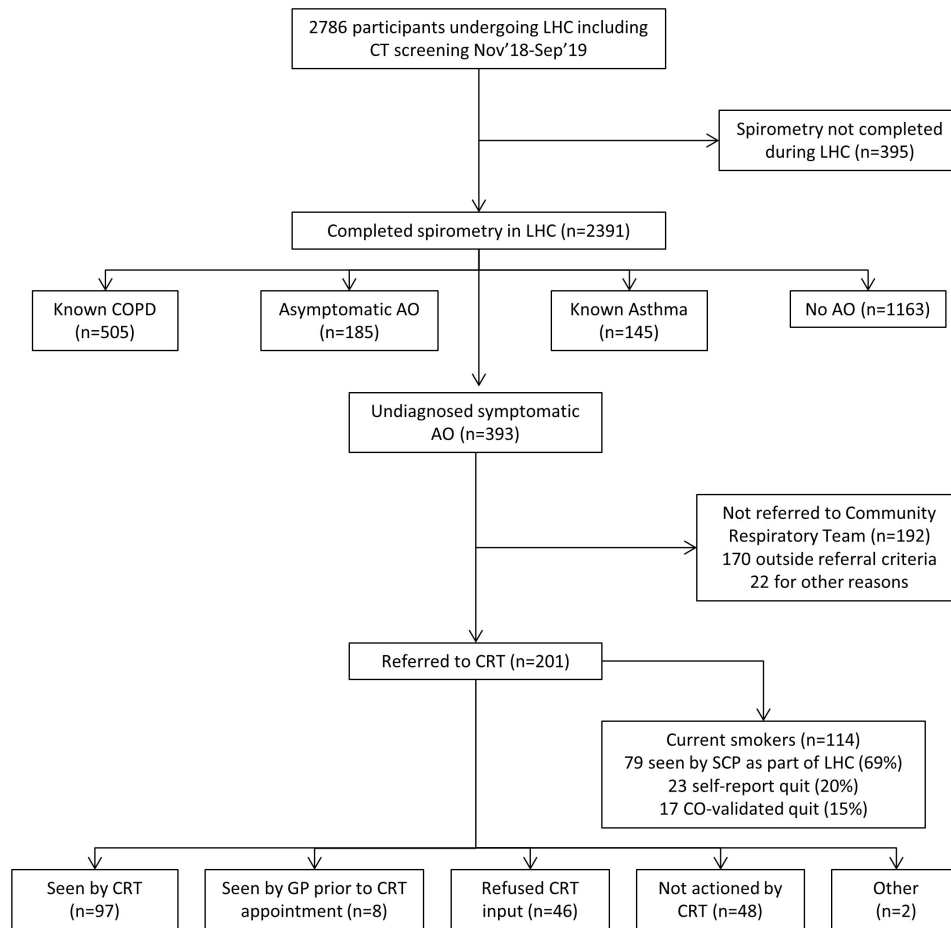 2786 participants undergoing LHC including
CT screening Nov’18-Sep’19
Spirometry not completed
during LHC (n=395)
Completed spirometry in LHC (n=2391)
Known COPD
(n=505)
Asymptomatic AO
(n=185)
Known Asthma
(n=145)
No AO (n=1163)
Undiagnosed symptomatic
AO (n=393)
Not referred to Community
Respiratory Team (n=192)
170 outside referral criteria
22 for other reasons
Referred to CRT (n=201)
Current smokers (n=114)
79 seen by SCP as part of LHC (69%)
23 self-report quit (20%)
17 CO-validated quit (15%)
Seen by CRT
(n=97)
Seen by GP prior to CRT
appointment (n=8)
Refused CRT
input (n=46)
Not actioned by
CRT (n=48)
Other
(n=2)